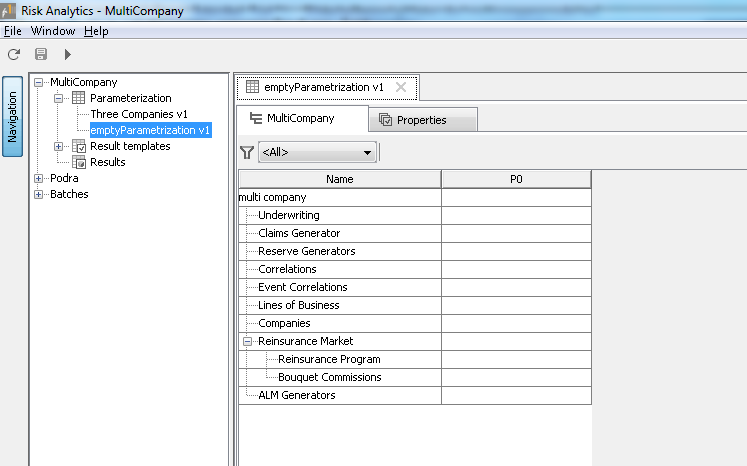 Risk Analytics - MultiCompany
File Window Help
Navigation
MultiCompany
Parameterization
Three Companies v1
emptyParametrization v1
Result templates
Results
Podra
Batches
emptyParametrization v1
MultiCompany Properties
<All>
Name P0
multi company
Underwriting
Claims Generator
Reserve Generators
Correlations
Event Correlations
Lines of Business
Companies
Reinsurance Market
Reinsurance Program
Bouquet Commissions
ALM Generators